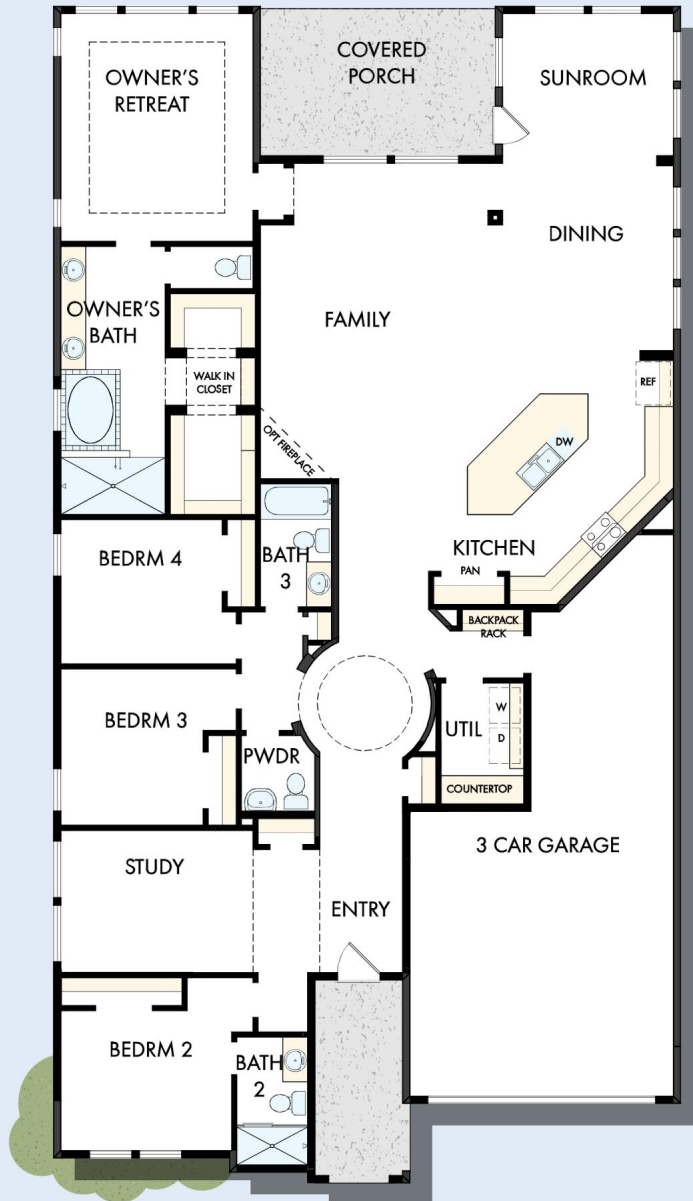 COVERED
PORCH
OWNER'S
RETREAT
SUNROOM
DINING
OWNER'S
BATH
FAMILY
WALK IN
CLOSET
REF
OPT FIREPLACE
DW
BEDRM 4
BATH
3
KITCHEN
PAN
BACKPACK
RACK
BEDRM 3
W
UTIL
D
PWDR
COUNTERTOP
STUDY
3 CAR GARAGE
ENTRY
BEDRM 2
BATH
2